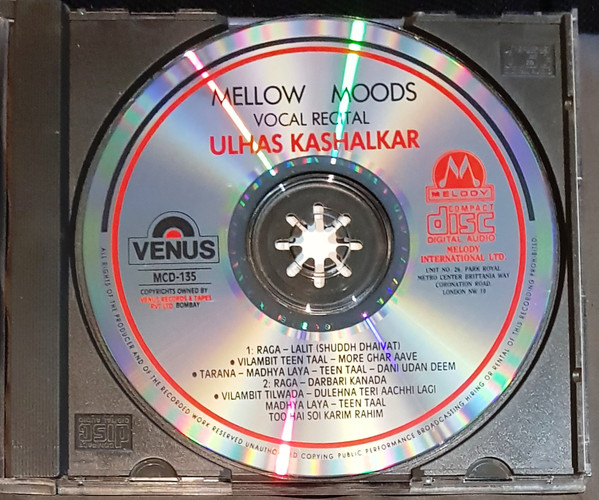 MELLOW MOODS
VOCAL RECITAL
ULHAS KASHALKAR
VENUS
MCD-135
COPYRIGHTS OWNED BY
VENUS RECORDS & TAPES
PVT. LTD. BOMBAY
MELODY
COMPACT
disc
DIGITAL AUDIO
MELODY
INTERNATIONAL LTD
UNIT NO. 26, PARK ROYAL
METRO CENTER BRITTANIA WAY
CORONATION ROAD
LONDON NW 10
1: RAGA – LALIT (SHUDDH DHAIVAT)
• VILAMBIT TEEN TAAL – MORE GHAR AAVE
• TARANA – MADHYA LAYA – TEEN TAAL – DANI UDAN DEEM
2: RAGA – DARBARI KANADA
• VILAMBIT TILWADA – DULEHNA TERI AACHHI LAGI
MADHYA LAYA – TEEN TAAL
TOO HAI SOI KARIM RAHIM
ALL RIGHTS OF THE PRODUCER AND OF THE RECORDED WORK RESERVED UNAUTHORISED COPYING PUBLIC PERFORMANCE BROADCASTING HIRING OR RENTAL OF THIS RECORDING PROHIBITED
disc